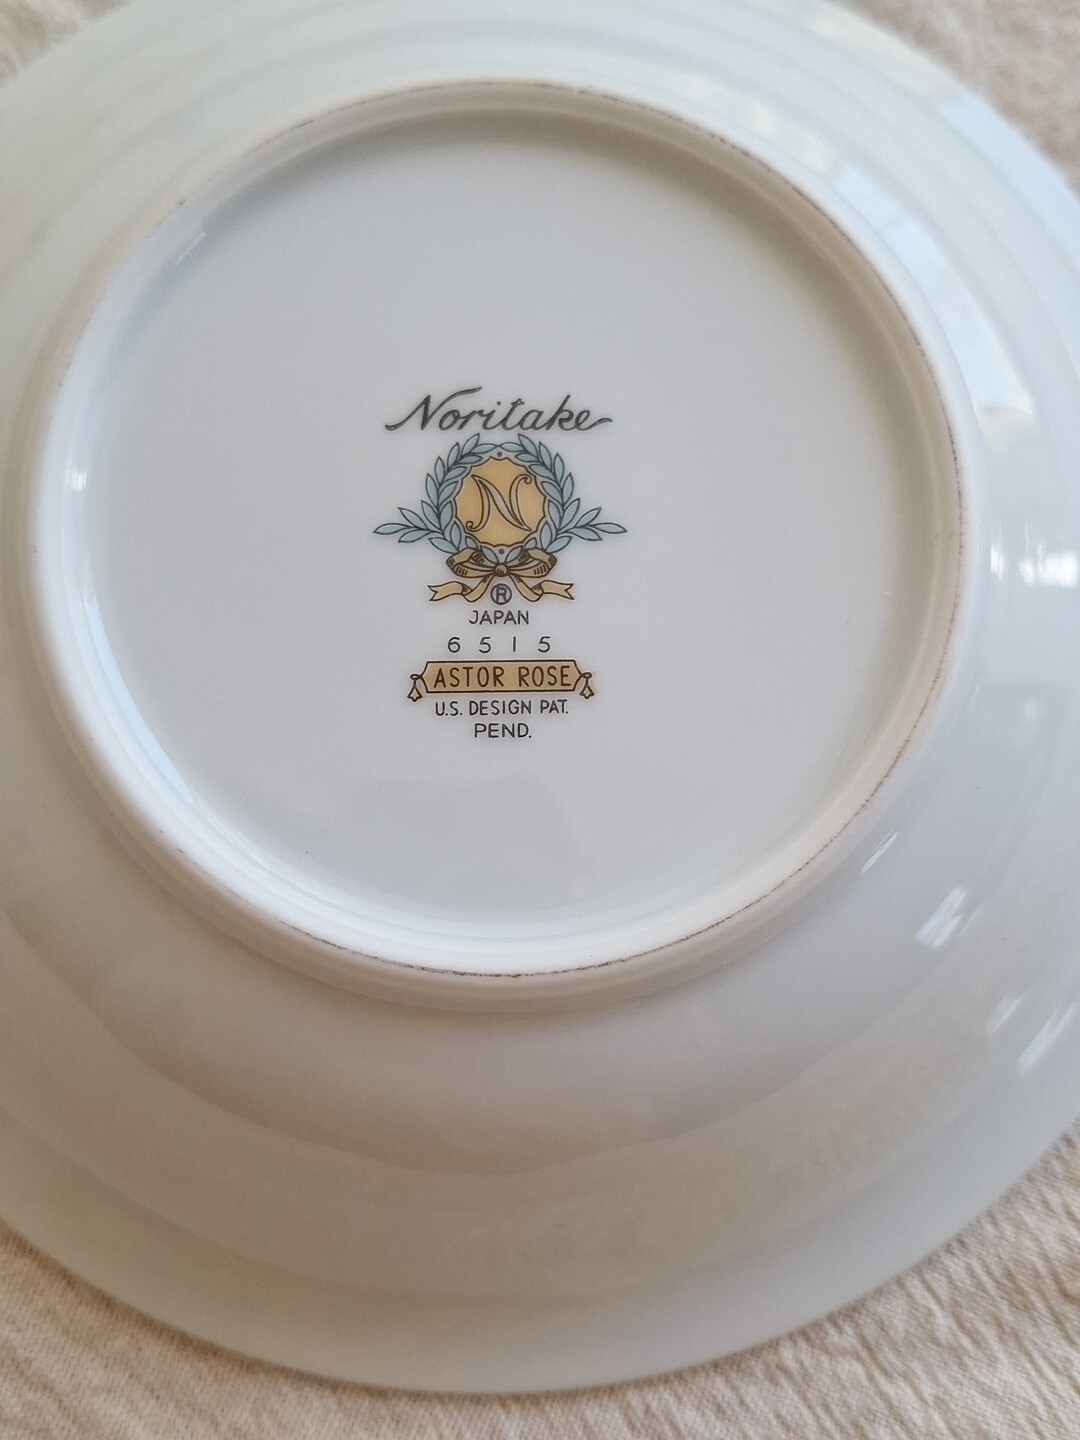 Noritake
N
®
JAPAN
6515
ASTOR ROSE
U.S. DESIGN PAT.
PEND.